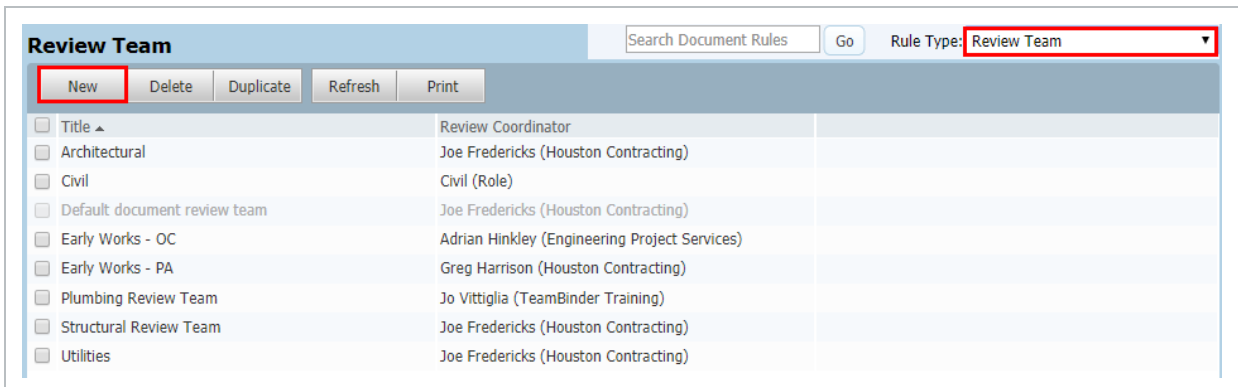 Review Team
Search Document Rules Go Rule Type: Review Team
New Delete Duplicate Refresh Print
Title Review Coordinator
Architectural Joe Fredericks (Houston Contracting)
Civil Civil (Role)
Default document review team Joe Fredericks (Houston Contracting)
Early Works - OC Adrian Hinkley (Engineering Project Services)
Early Works - PA Greg Harrison (Houston Contracting)
Plumbing Review Team Jo Vittiglia (TeamBinder Training)
Structural Review Team Joe Fredericks (Houston Contracting)
Utilities Joe Fredericks (Houston Contracting)